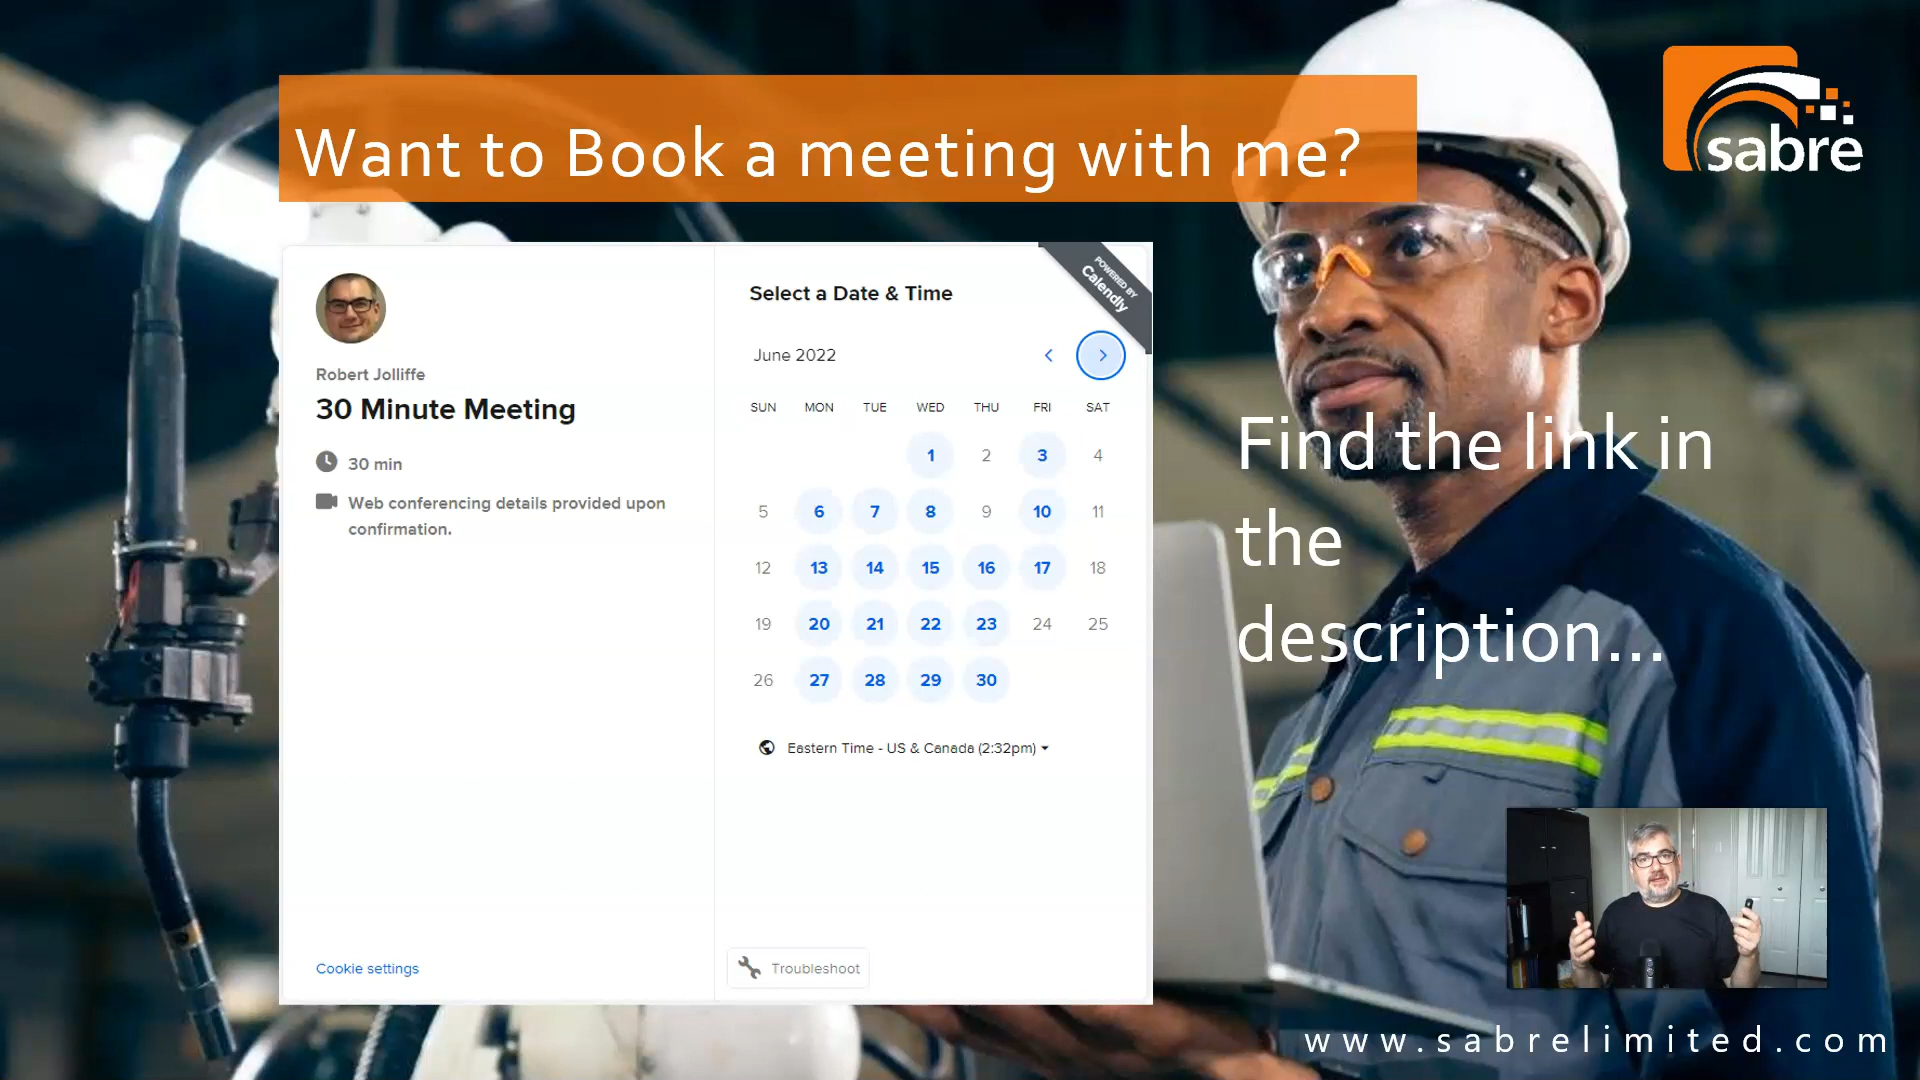 Want to Book a meeting with me?
sabre
POWERED BY
Calendly
Robert Jolliffe
30 Minute Meeting
30 min
Web conferencing details provided upon
confirmation.
Cookie settings
Select a Date & Time
June 2022
SUN MON TUE WED THU FRI SAT
1 2 3 4
5 6 7 8 9 10 11
12 13 14 15 16 17 18
19 20 21 22 23 24 25
26 27 28 29 30
Eastern Time - US & Canada (2:32pm)
Troubleshoot
Find the link in
the
description...
www.sabrelimited.com